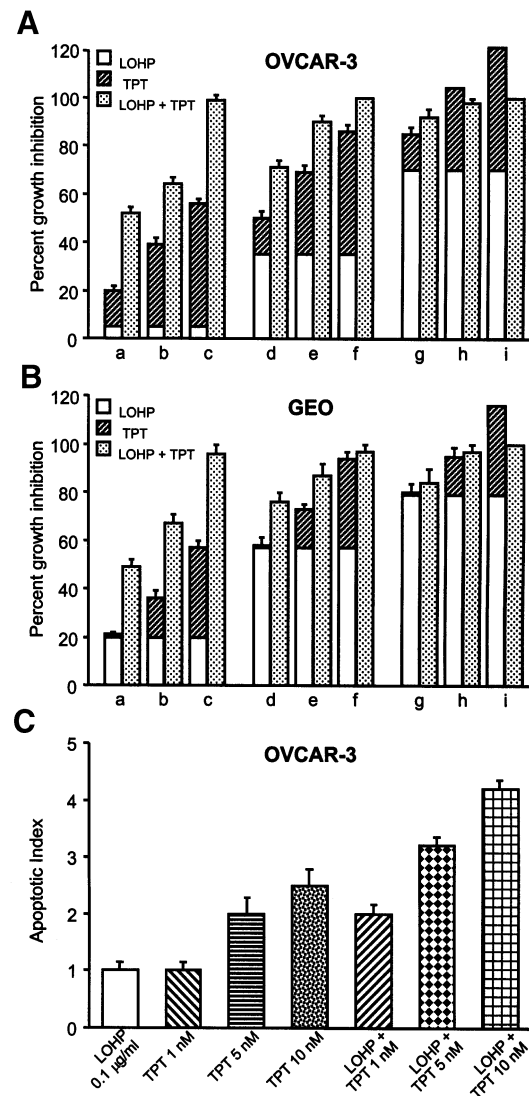 A
OVCAR-3
LOHP
TPT
LOHP + TPT
Percent growth inhibition
120
100
80
60
40
20
0
a b c d e f g h i
B
GEO
LOHP
TPT
LOHP + TPT
Percent growth inhibition
120
100
80
60
40
20
0
a b c d e f g h i
C
OVCAR-3
Apoptotic Index
5
4
3
2
1
0
LOHP
0.1 µg/ml
TPT 1 nM
TPT 5 nM
TPT 10 nM
LOHP +
TPT 1 nM
LOHP +
TPT 5 nM
LOHP +
TPT 10 nM